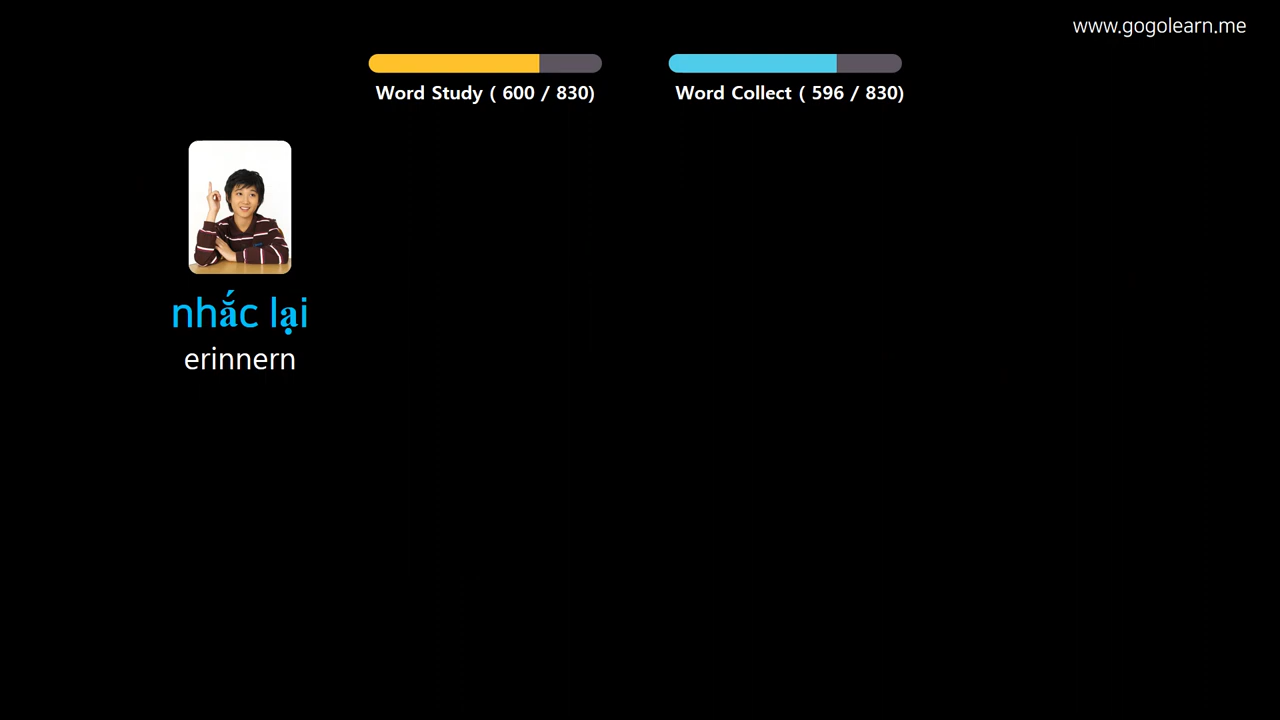 www.gogolearn.me
Word Study ( 600 / 830)
Word Collect ( 596 / 830)
nhắc lại
erinnern